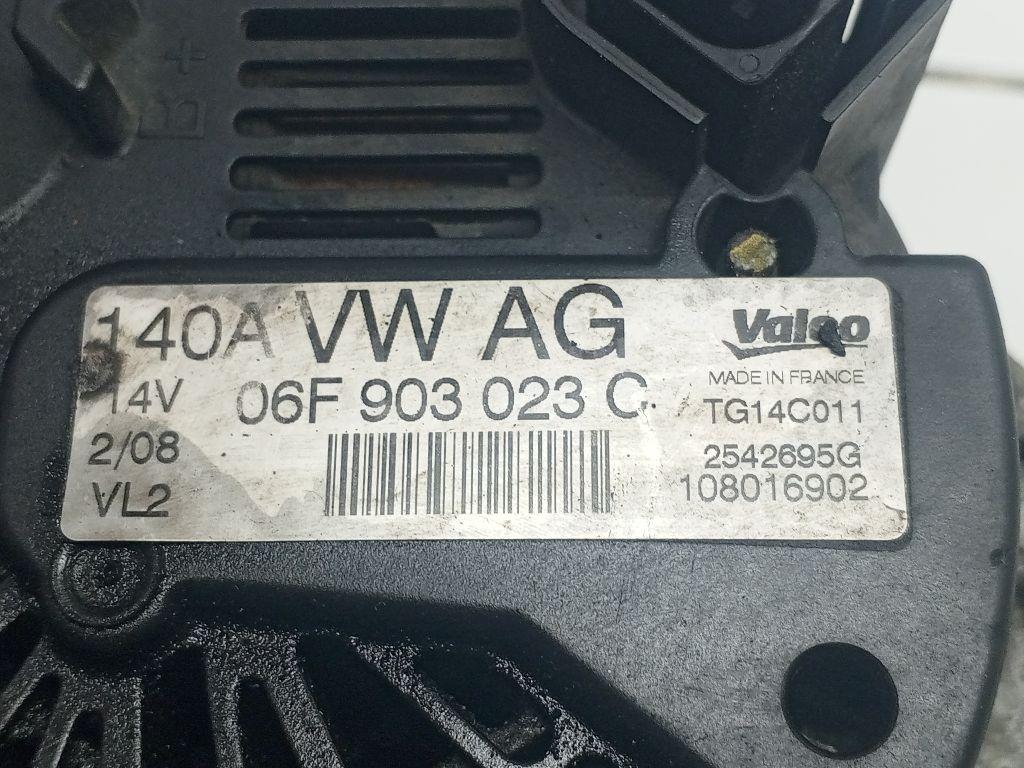 B+
140A VW AG
14V 06F 903 023 C
2/08
VL2
Valeo
MADE IN FRANCE
TG14C011
2542695G
108016902